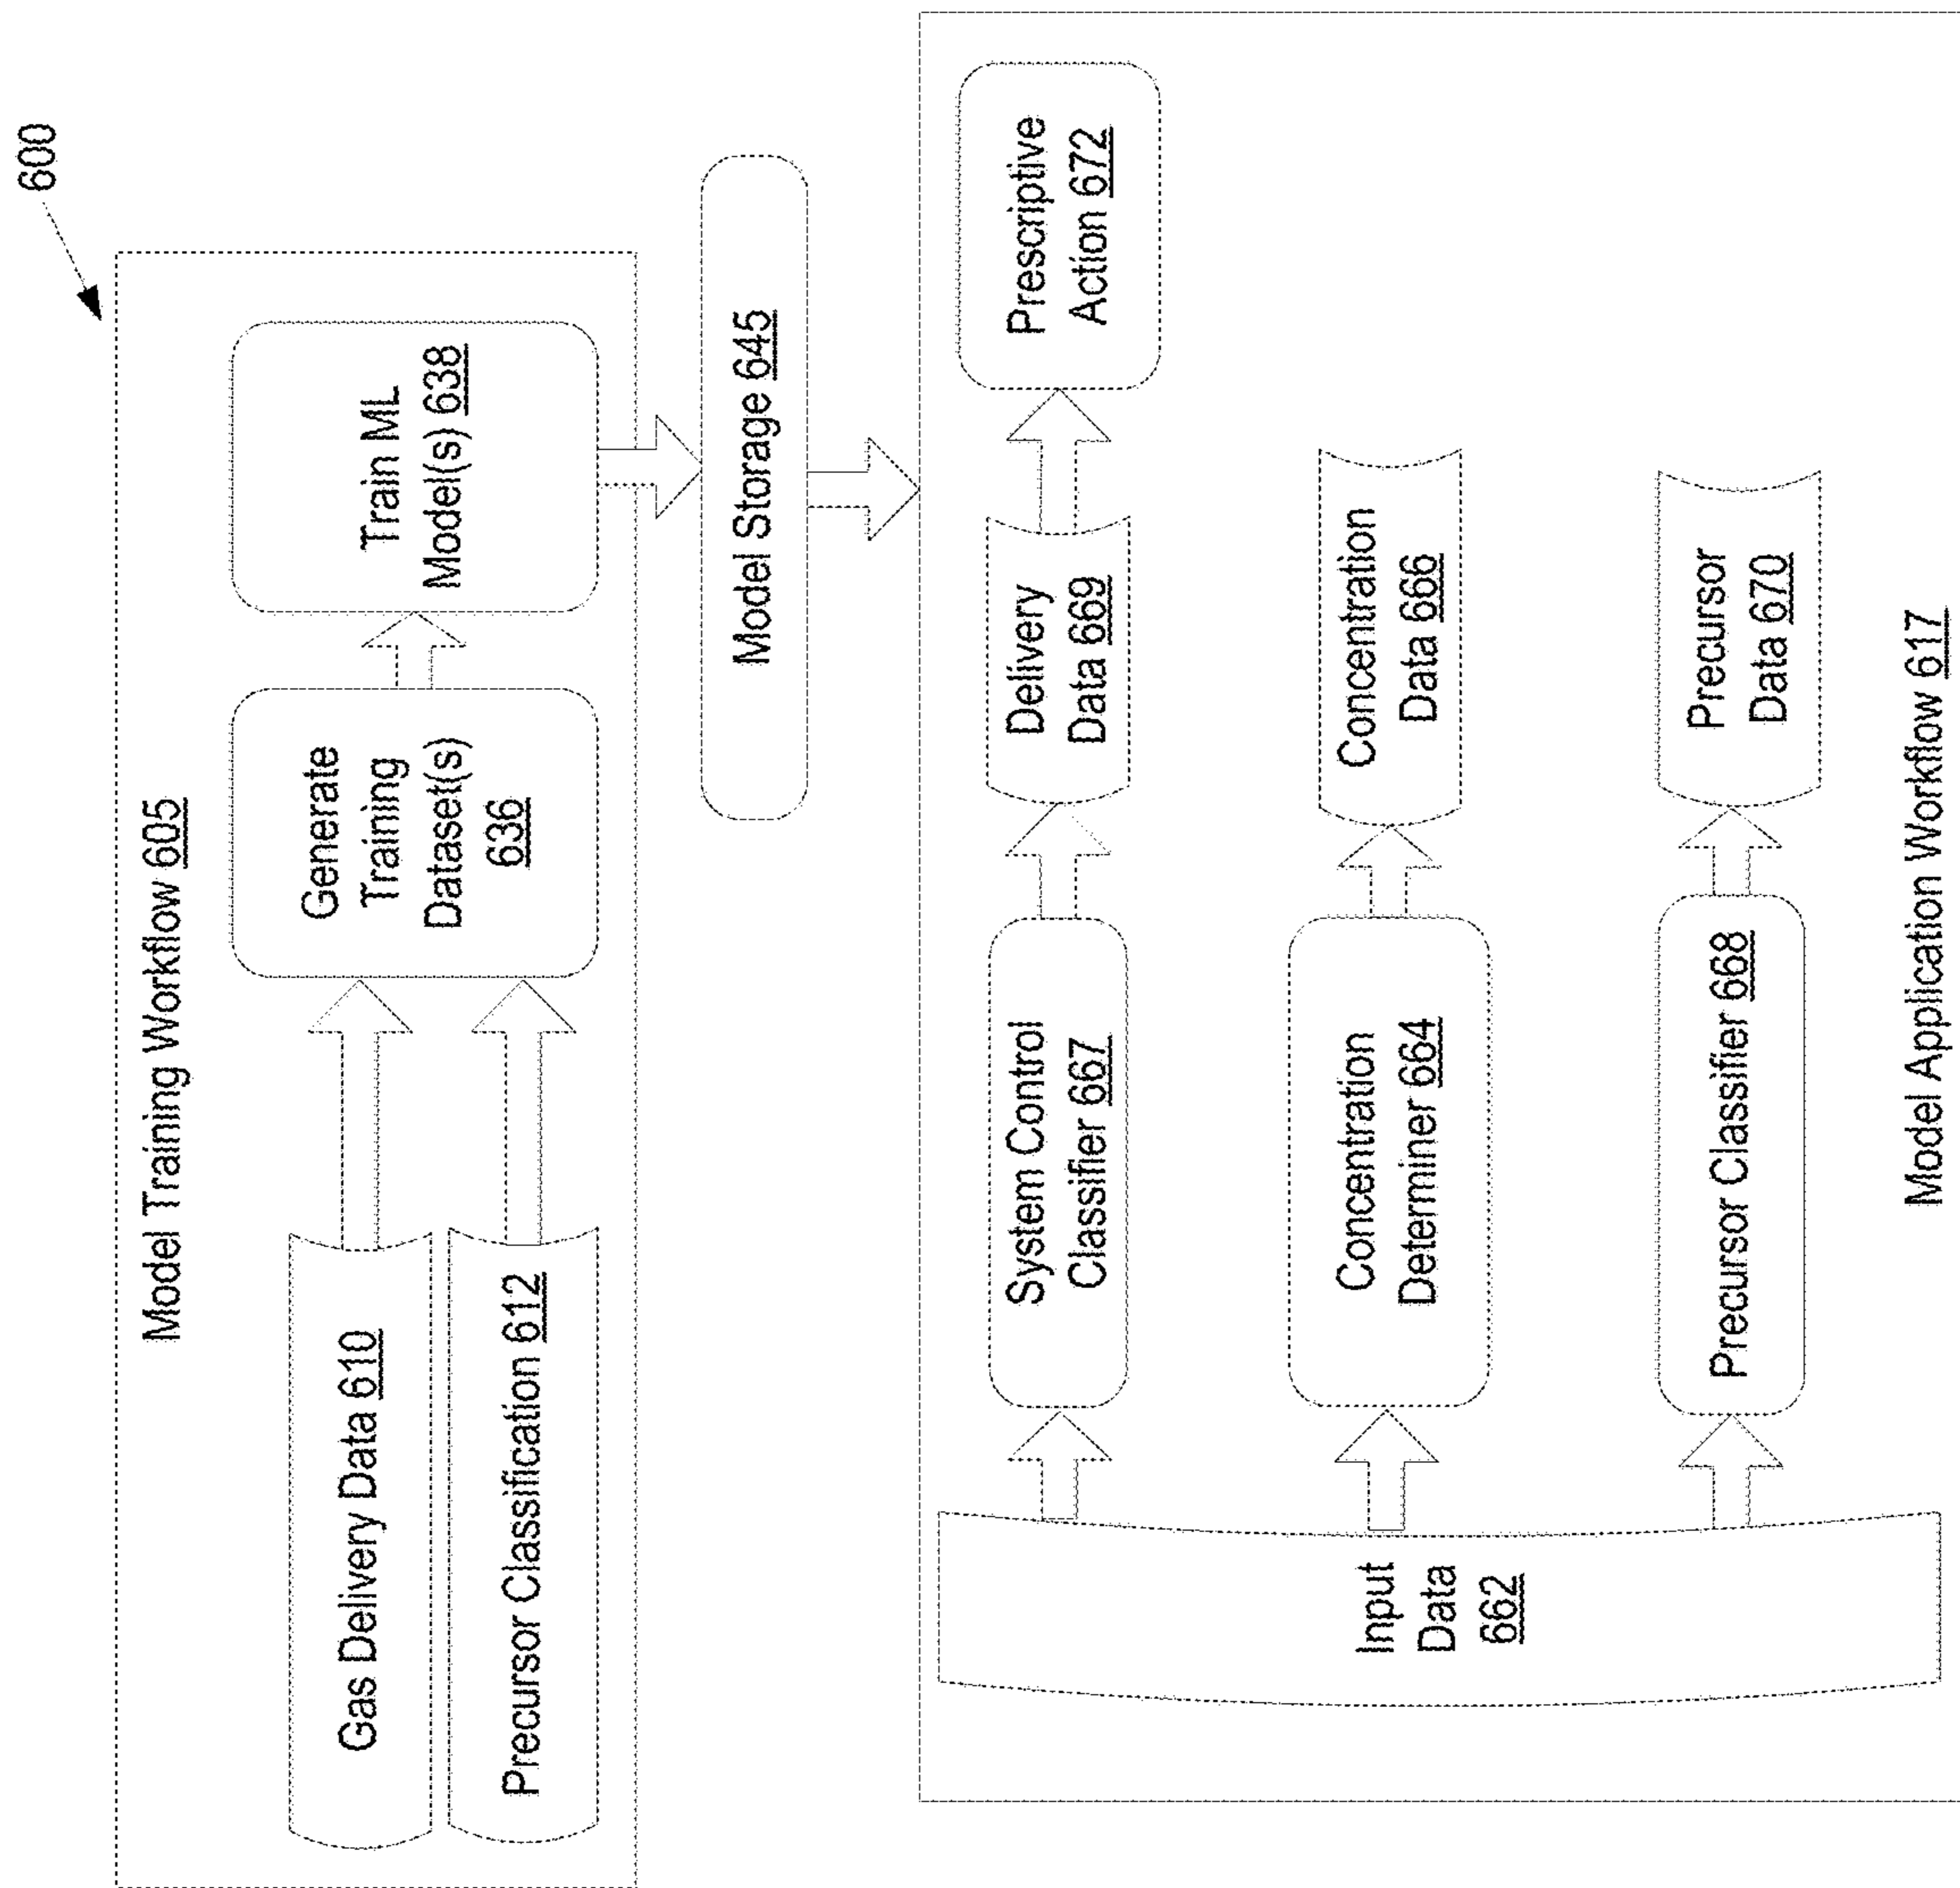 600
Model Training Workflow 605
Gas Delivery Data 610
Precursor Classification 612
Generate
Training
Dataset(s)
636
Train ML
Model(s) 638
Model Storage 645
Input
Data
662
System Control
Classifier 667
Delivery
Data 669
Prescriptive
Action 672
Concentration
Determiner 664
Concentration
Data 666
Precursor Classifier 668
Precursor
Data 670
Model Application Workflow 617